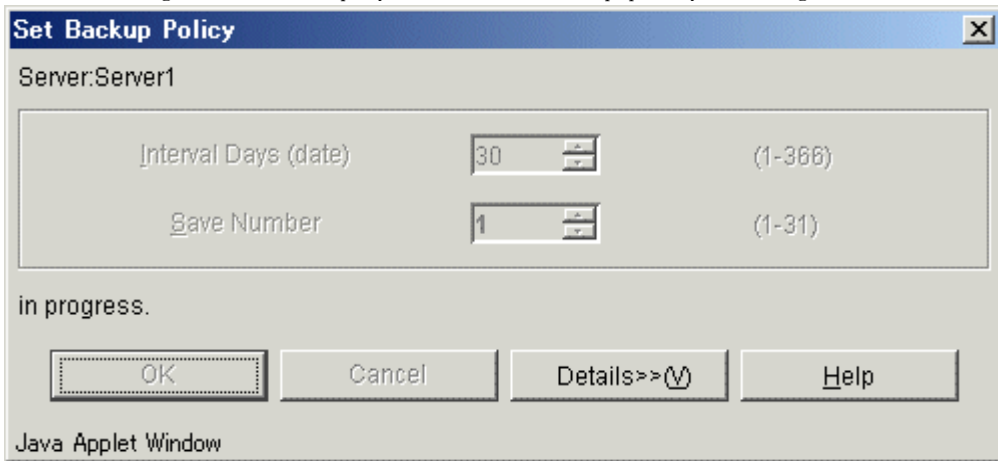 Set Backup Policy
Server:Server1
Interval Days (date) 30 (1-366)
Save Number 1 (1-31)
in progress.
OK Cancel Details>>(V) Help
Java Applet Window